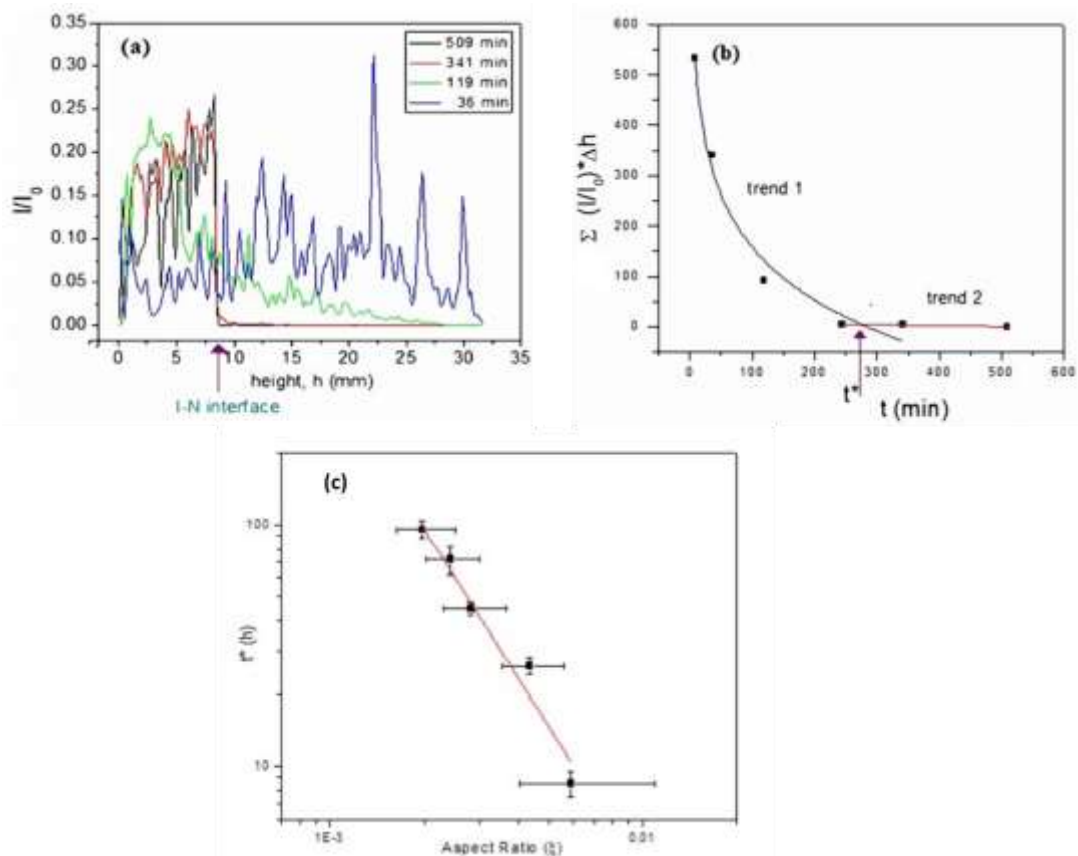 (a)
0.35
0.30
0.25
0.20
0.15
0.10
0.05
0.00
I/I0
509 min
341 min
119 min
36 min
0 5 10 15 20 25 30 35
height, h (mm)
I-N interface
(b)
600
500
400
300
200
100
0
Σ (I/I0)*Δh
trend 1
trend 2
0 100 200 300 400 500 600
t*
t (min)
(c)
100
10
t* (h)
1E-3 0.01
Aspect Ratio (ξ)